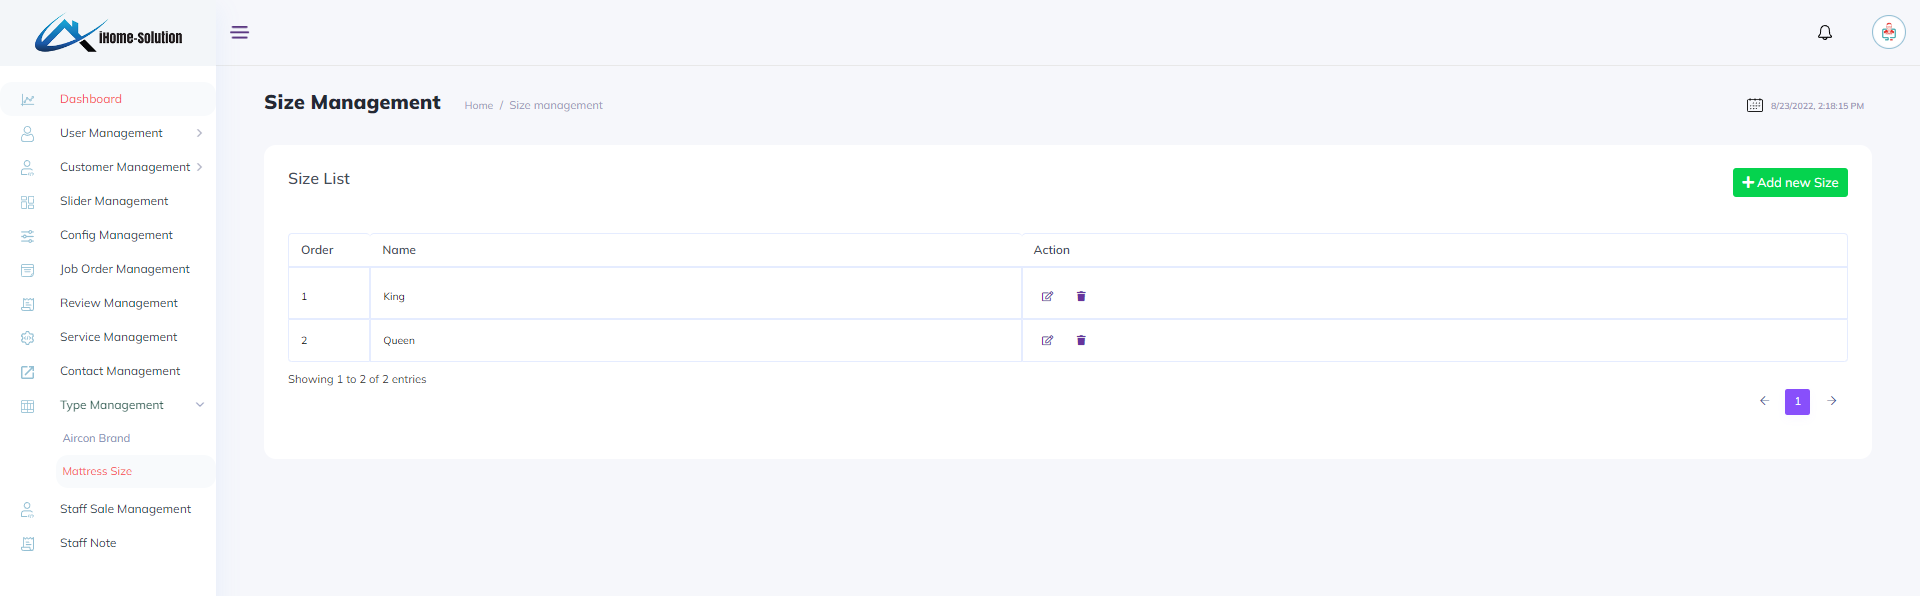 iHome-Solution
Dashboard
User Management
Customer Management
Slider Management
Config Management
Job Order Management
Review Management
Service Management
Contact Management
Type Management
Aircon Brand
Mattress Size
Staff Sale Management
Staff Note
Size Management
Home / Size management
8/23/2022, 2:18:15 PM
Size List
Add new Size
Order Name Action
1 King
2 Queen
Showing 1 to 2 of 2 entries
1